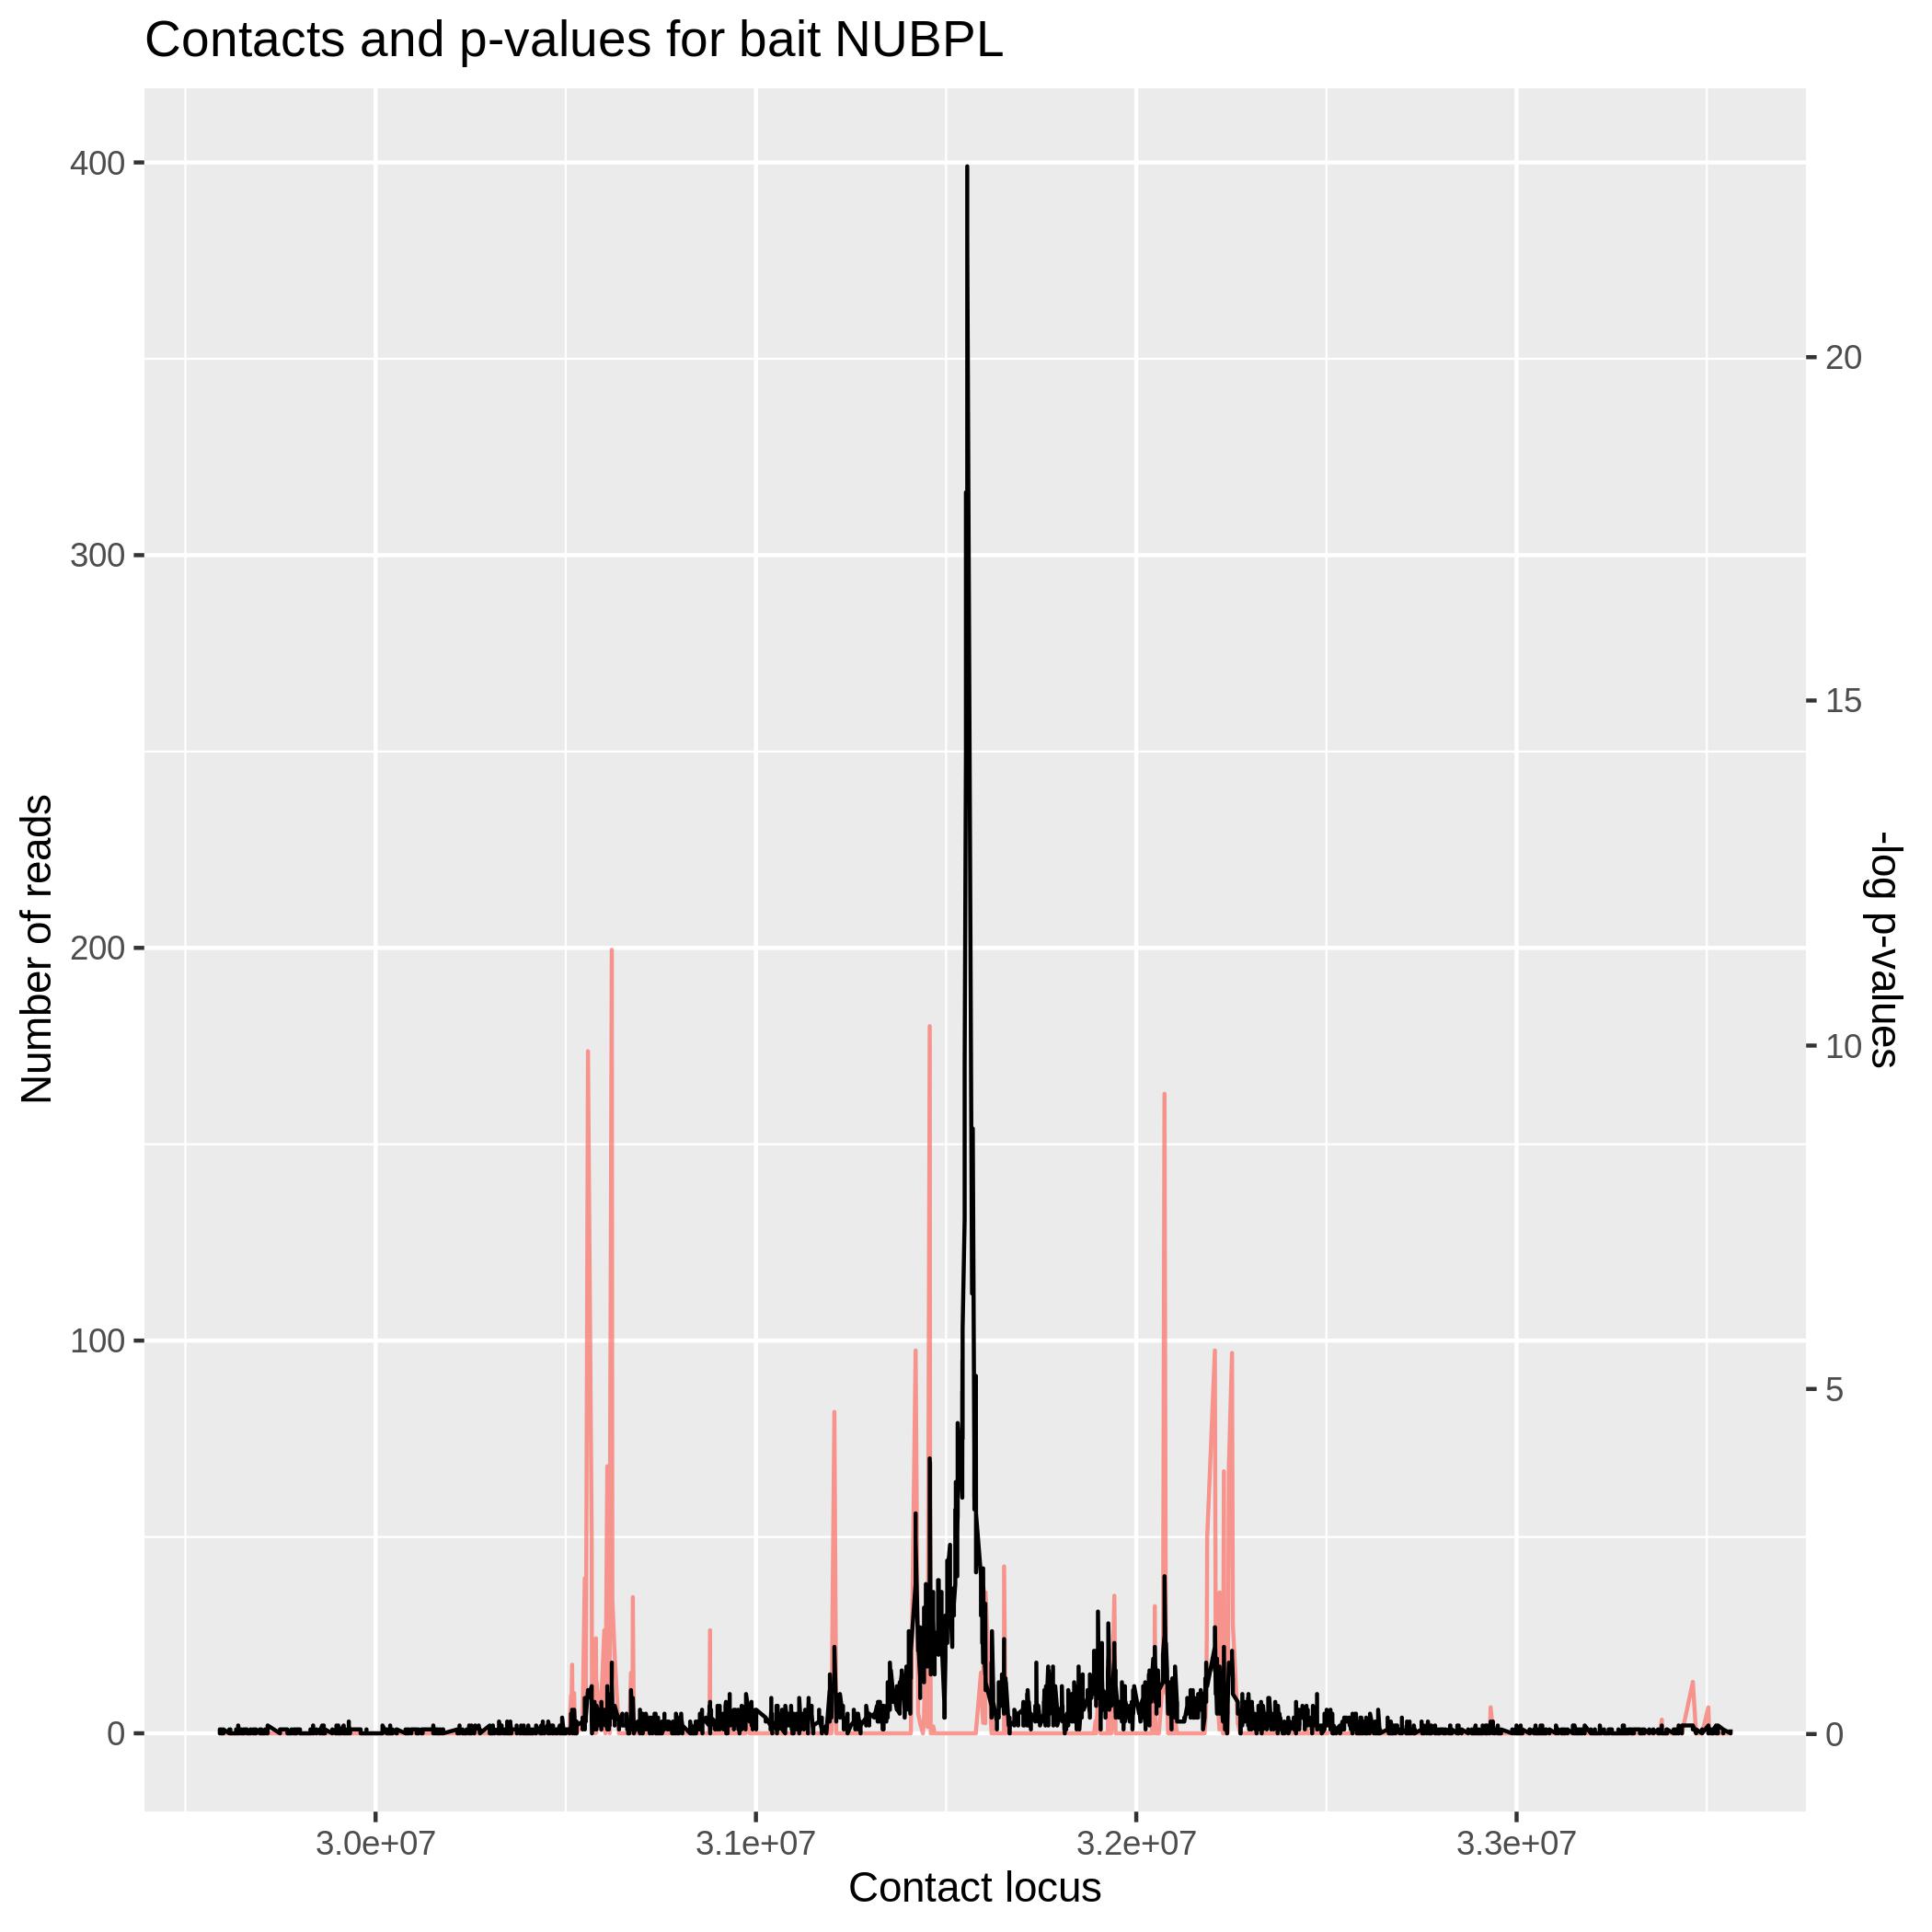 Contacts and p-values for bait NUBPL
400
300
200
100
0
Number of reads
20
15
10
5
0
-log p-values
3.0e+07
3.1e+07
3.2e+07
3.3e+07
Contact locus